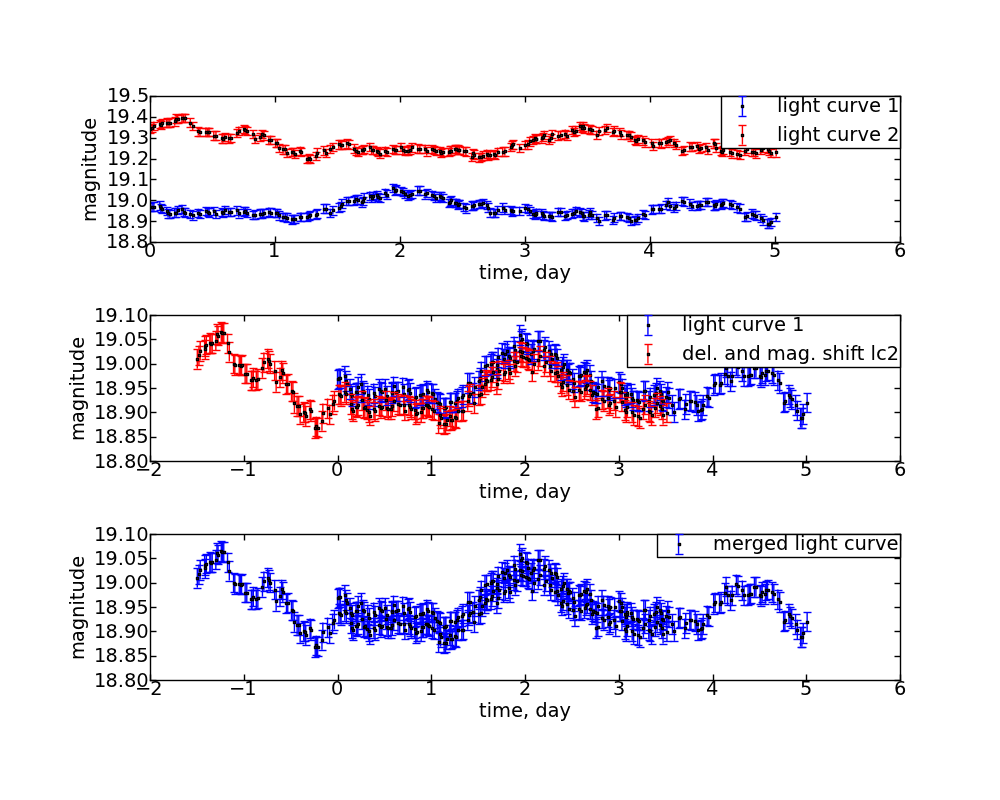 19.5
19.4
19.3
19.2
19.1
19.0
18.9
18.8
magnitude
light curve 1
light curve 2
0 1 2 3 4 5 6
time, day
19.10
19.05
19.00
18.95
18.90
18.85
18.80
magnitude
light curve 1
del. and mag. shift lc2
−2 −1 0 1 2 3 4 5 6
time, day
19.10
19.05
19.00
18.95
18.90
18.85
18.80
magnitude
merged light curve
−2 −1 0 1 2 3 4 5 6
time, day